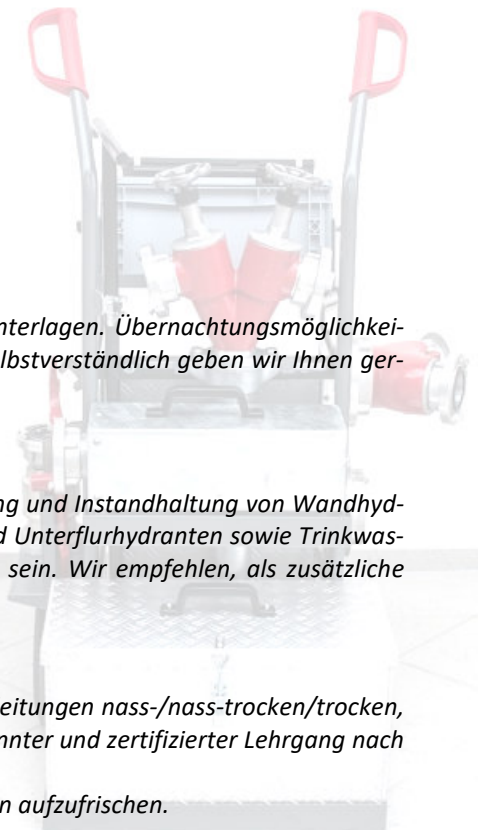 nterlagen. Übernachtungsmöglichkei-
elbstverständlich geben wir Ihnen ger-
ng und Instandhaltung von Wandhyd-
d Unterflurhydranten sowie Trinkwas-
sein. Wir empfehlen, als zusätzliche
eitungen nass-/nass-trocken/trocken,
nnter und zertifizierter Lehrgang nach
n aufzufrischen.